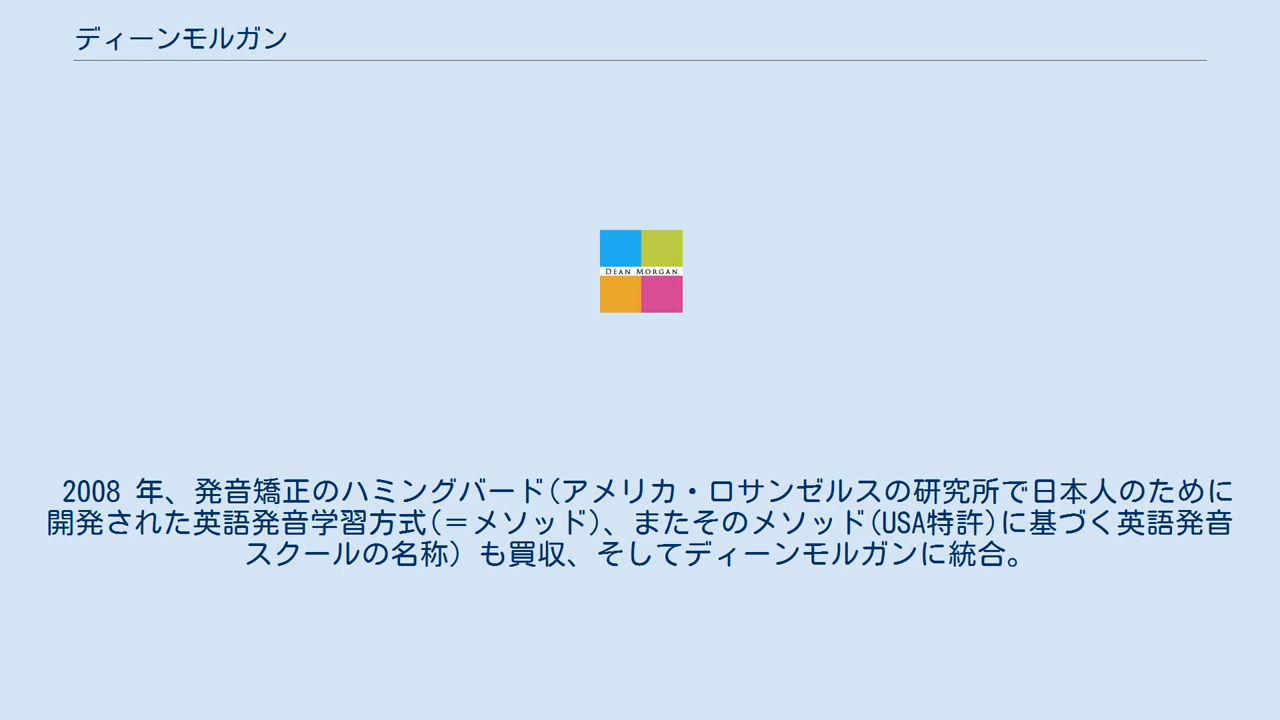 ディーンモルガン
DEAN MORGAN
2008 年、発音矯正のハミングバード(アメリカ・ロサンゼルスの研究所で日本人のために
開発された英語発音学習方式(＝メソッド)、またそのメソッド(USA特許)に基づく英語発音
スクールの名称) も買収、そしてディーンモルガンに統合。